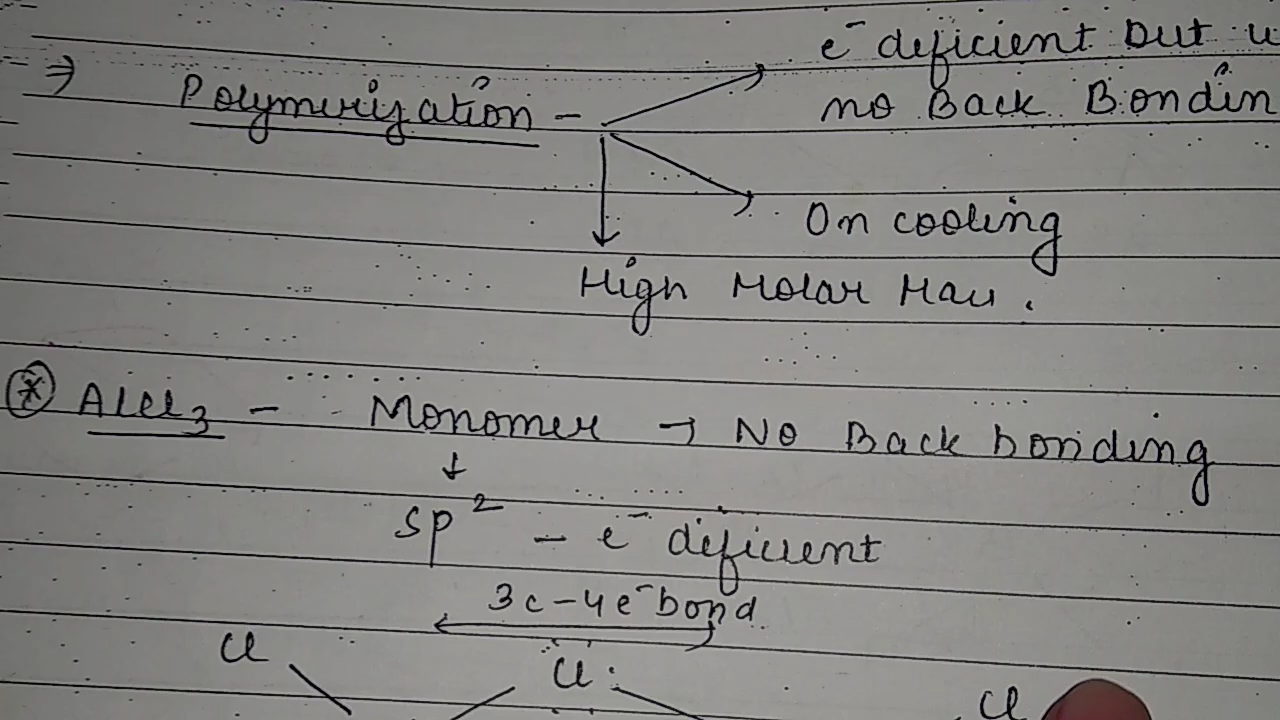 e⁻ deficient but
⇒ Polymerization - no Back Bondin
On cooling
High Molar Mass.
* AlCl3 - Monomer → No Back bonding
↓
sp² - e⁻ deficient
3c-4e⁻ bond
Cl Cl Cl